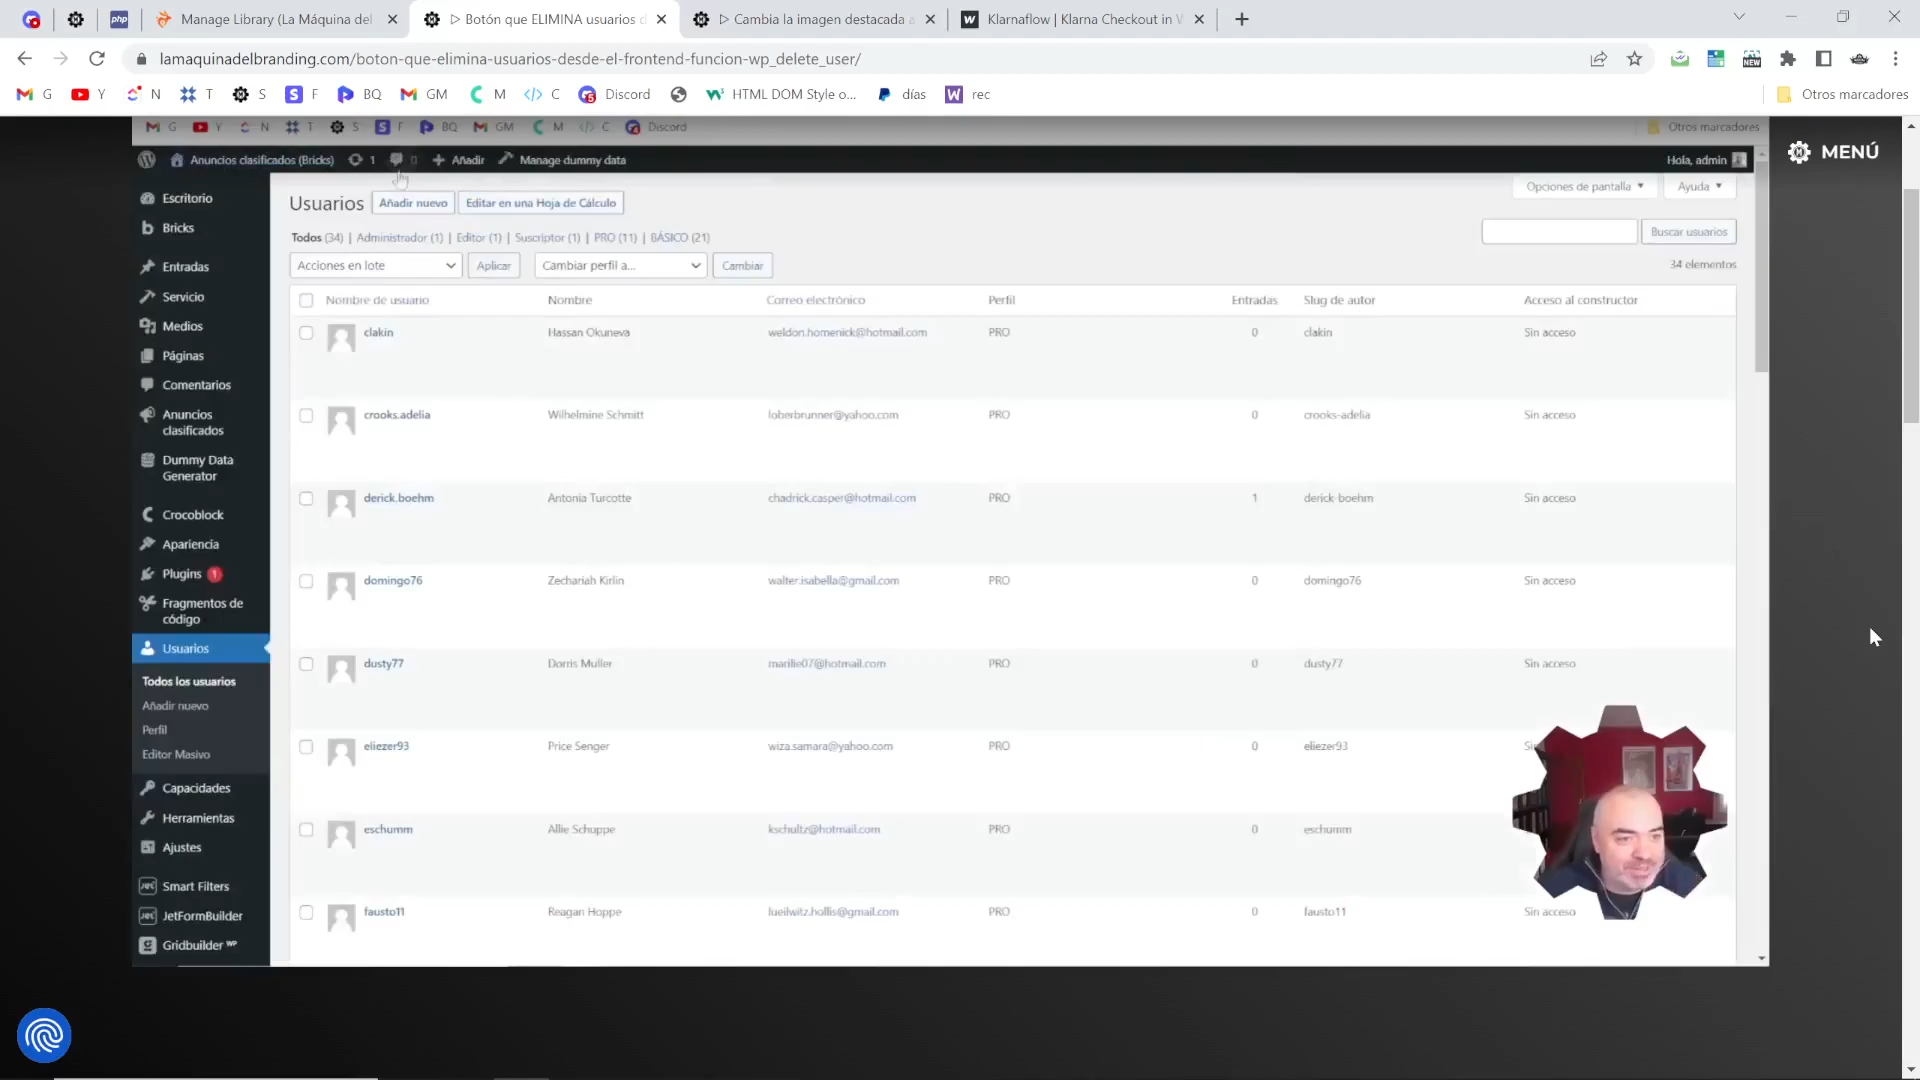 php
Manage Library (La Máquina del
▷ Botón que ELIMINA usuarios d
▷ Cambia la imagen destacada a
W
Klarnaflow | Klarna Checkout in W
lamaquinadelbranding.com/boton-que-elimina-usuarios-desde-el-frontend-funcion-wp_delete_user/
NEW
G
Y
N
T
S
F
BQ
GM
M
C
Discord
HTML DOM Style o...
días
rec
Otros marcadores
G
Y
N
T
S
F
BQ
GM
M
C
Discord
Otros marcadores
MENÚ
Anuncios clasificados (Bricks)
1
0
Añadir
Manage dummy data
Hola, admin
Escritorio
Bricks
Entradas
Servicio
Medios
Páginas
Comentarios
Anuncios
clasificados
Dummy Data
Generator
Crocoblock
Apariencia
Plugins 1
Fragmentos de
código
Usuarios
Todos los usuarios
Añadir nuevo
Perfil
Editor Masivo
Capacidades
Herramientas
Ajustes
Smart Filters
JetFormBuilder
Gridbuilder WP
Opciones de pantalla ▼
Ayuda ▼
Usuarios
Añadir nuevo
Editar en una Hoja de Cálculo
Todos (34) | Administrador (1) | Editor (1) | Suscriptor (1) | PRO (11) | BÁSICO (21)
Buscar usuarios
Acciones en lote
Aplicar
Cambiar perfil a...
Cambiar
34 elementos
Nombre de usuario Nombre Correo electrónico Perfil Entradas Slug de autor Acceso al constructor
clakin Hassan Okuneva weldon.homenick@hotmail.com PRO 0 clakin Sin acceso
crooks.adelia Wilhelmine Schmitt loberbrunner@yahoo.com PRO 0 crooks-adelia Sin acceso
derick.boehm Antonia Turcotte chadrick.casper@hotmail.com PRO 1 derick-boehm Sin acceso
domingo76 Zechariah Kirlin walter.isabella@gmail.com PRO 0 domingo76 Sin acceso
dusty77 Dorris Muller marilie07@hotmail.com PRO 0 dusty77 Sin acceso
eliezer93 Price Senger wiza.samara@yahoo.com PRO 0 eliezer93
eschumm Allie Schuppe kschultz@hotmail.com PRO 0 eschumm
fausto11 Reagan Hoppe lueilwitz.hollis@gmail.com PRO 0 fausto11 Sin acceso